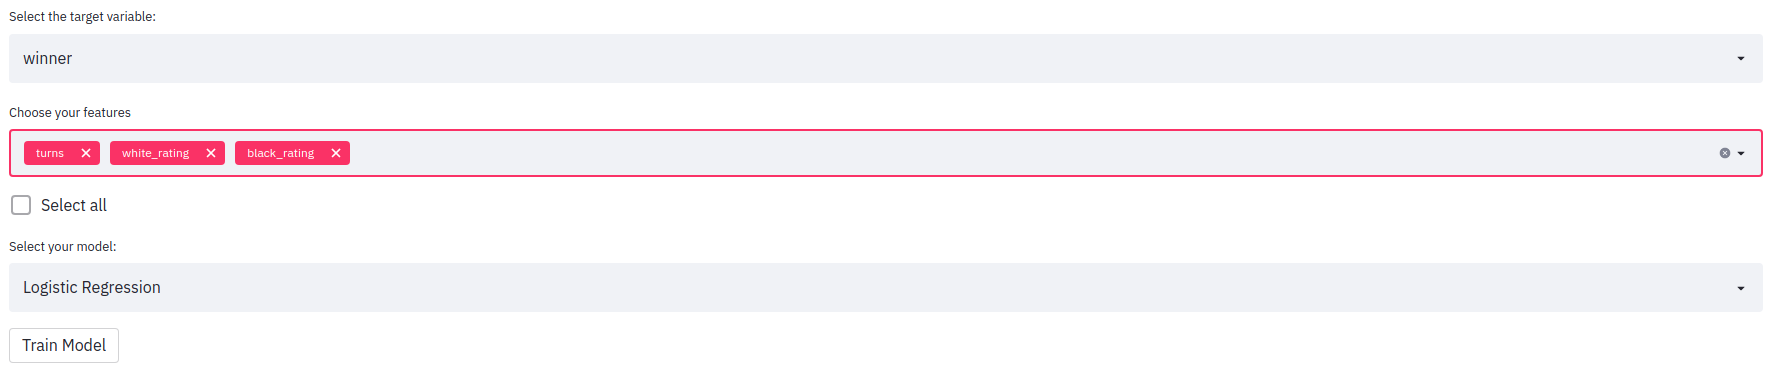 Select the target variable:
winner
Choose your features
turns white_rating black_rating
Select all
Select your model:
Logistic Regression
Train Model